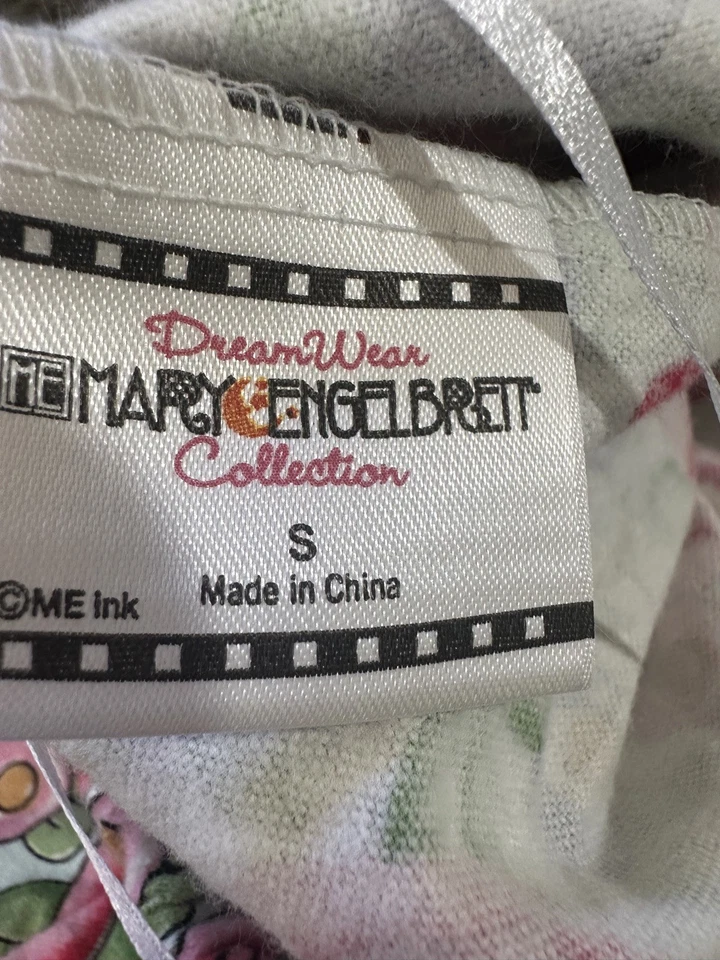 DreamWear
ME MARY ENGELBREIT
Collection
S
Made in China
©ME ink